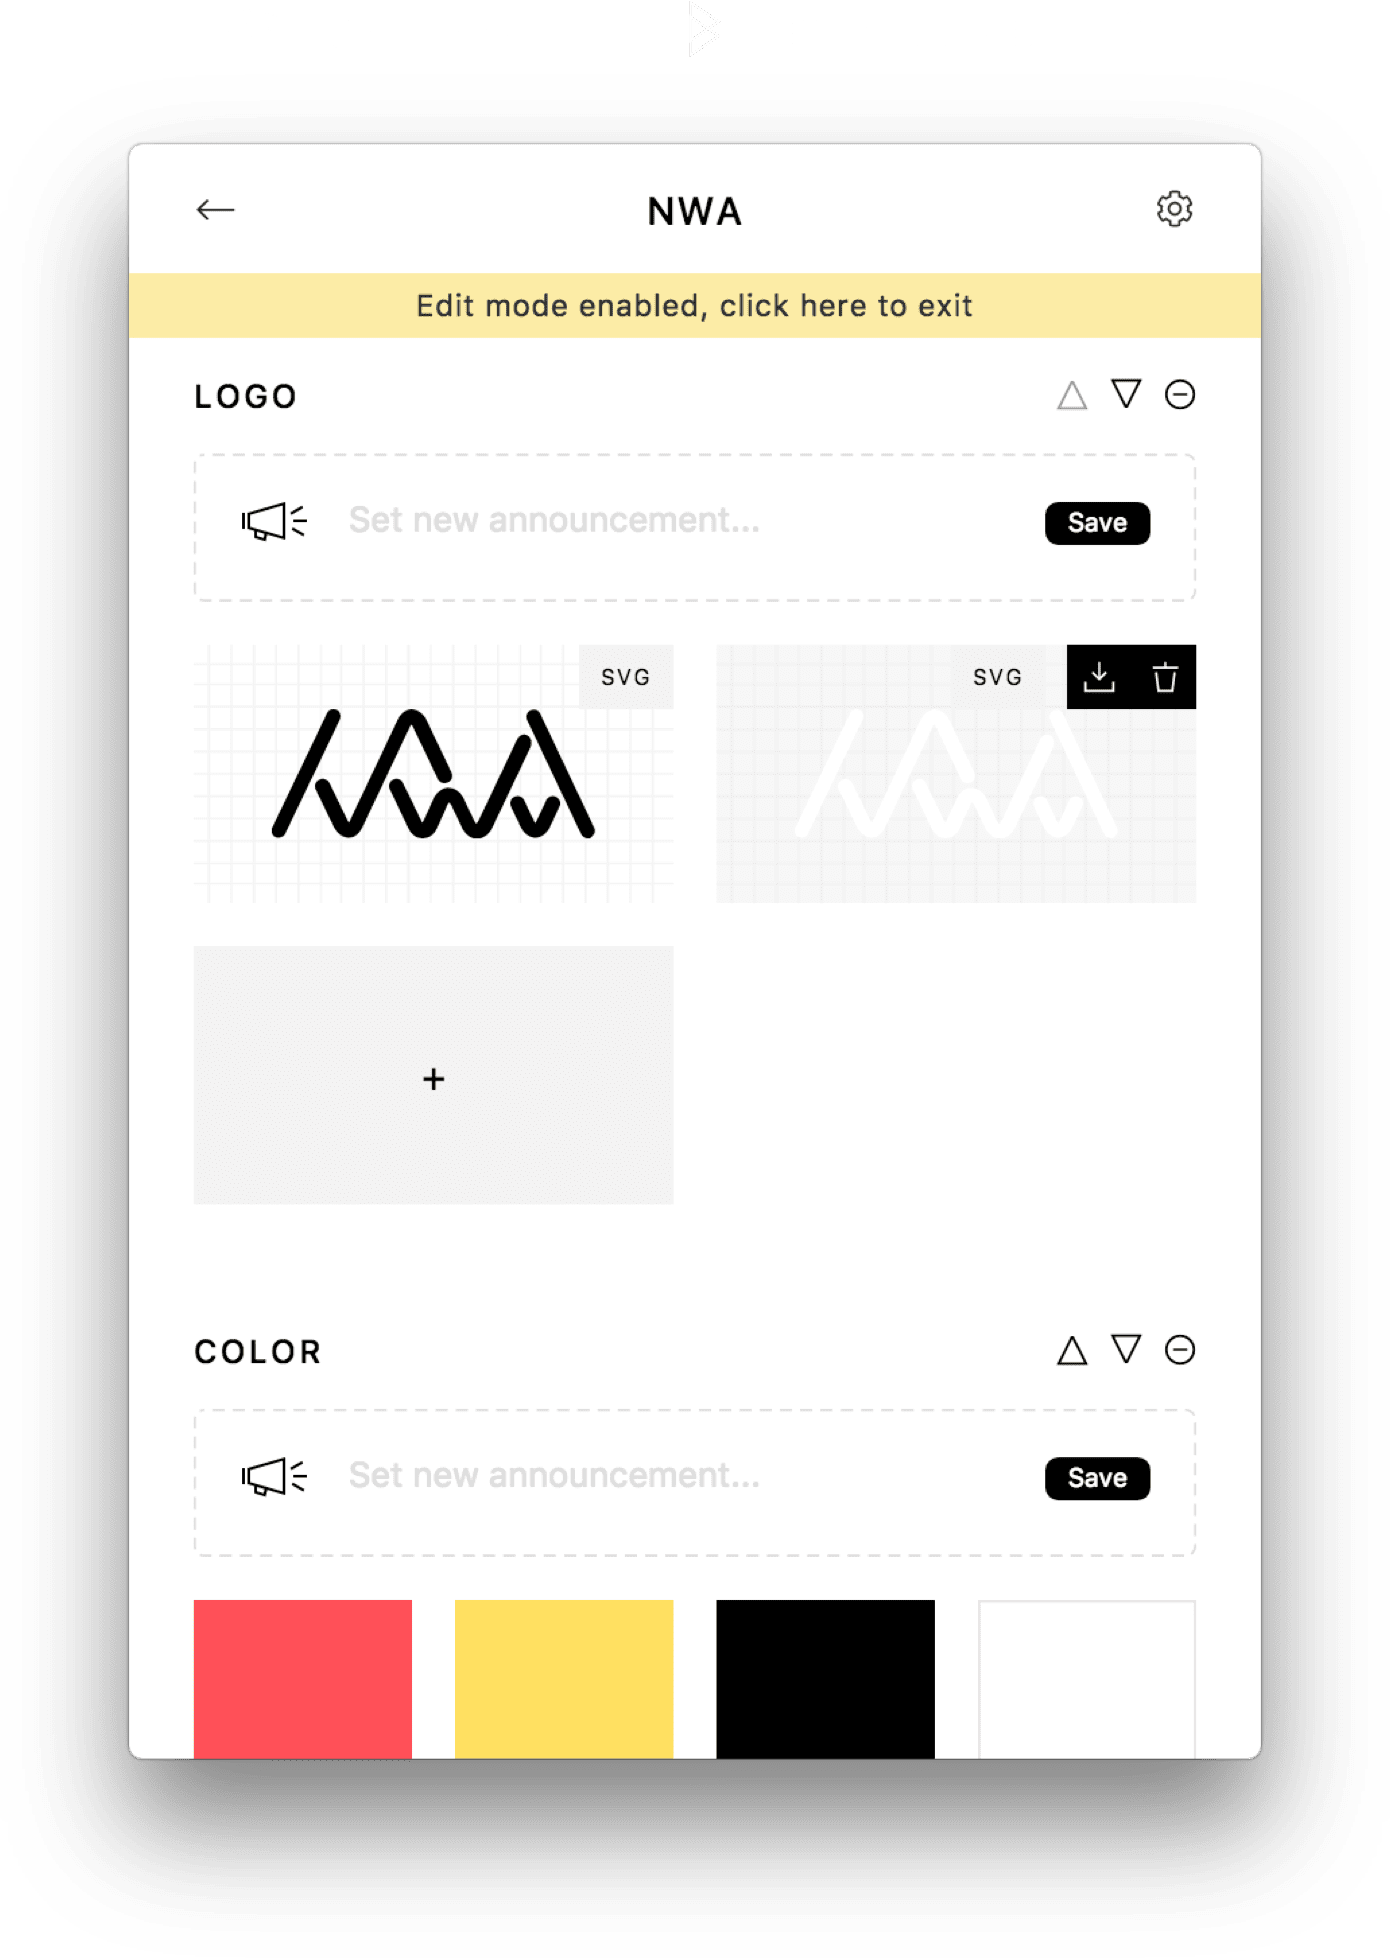 NWA
Edit mode enabled, click here to exit
LOGO
Set new announcement...
Save
SVG
SVG
+
COLOR
Set new announcement...
Save